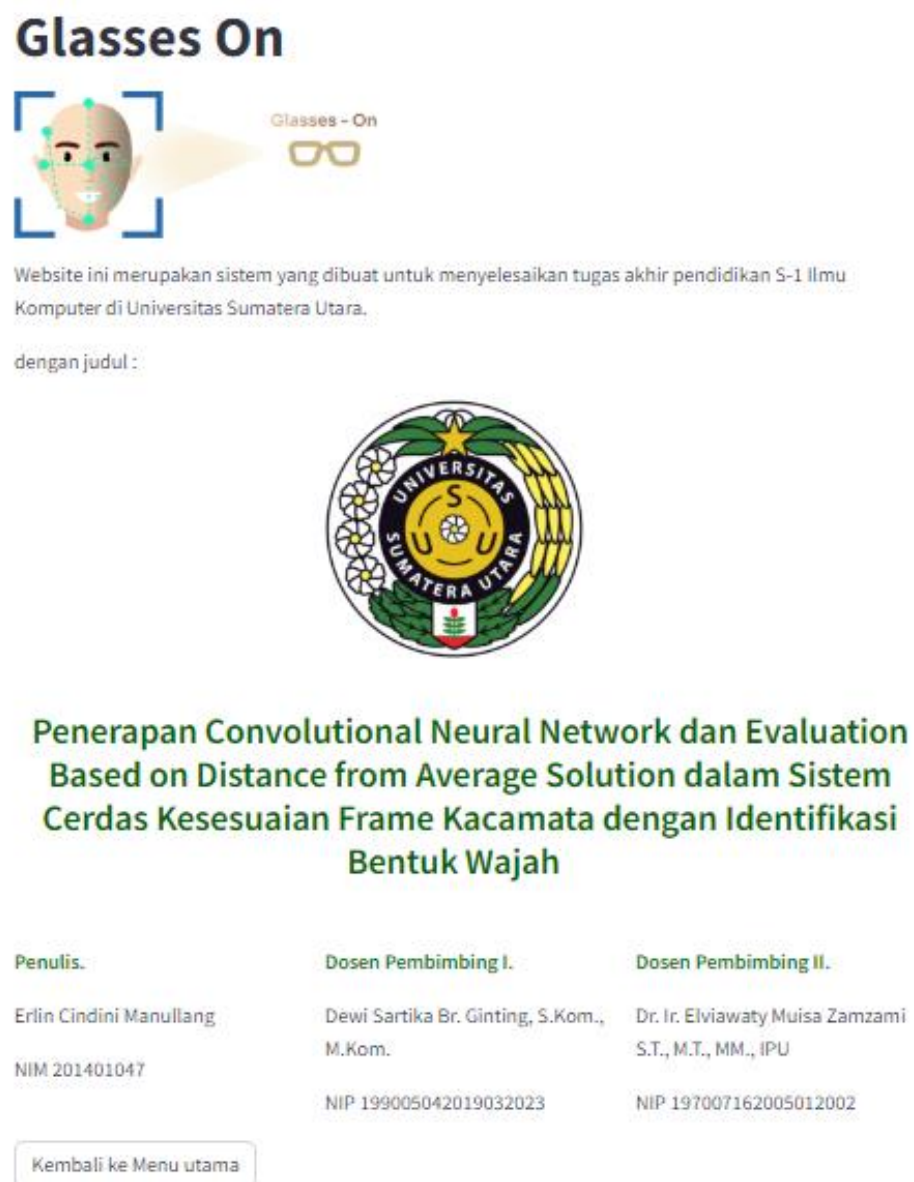 Glasses On
Glasses - On
Website ini merupakan sistem yang dibuat untuk menyelesaikan tugas akhir pendidikan S-1 Ilmu
Komputer di Universitas Sumatera Utara.
dengan judul :
UNIVERSITAS
S
U U
SUMATERA UTARA
Penerapan Convolutional Neural Network dan Evaluation
Based on Distance from Average Solution dalam Sistem
Cerdas Kesesuaian Frame Kacamata dengan Identifikasi
Bentuk Wajah
Penulis.
Erlin Cindini Manullang
NIM 201401047
Dosen Pembimbing I.
Dewi Sartika Br. Ginting, S.Kom.,
M.Kom.
NIP 199005042019032023
Dosen Pembimbing II.
Dr. Ir. Elviawaty Muisa Zamzami
S.T., M.T., MM., IPU
NIP 197007162005012002
Kembali ke Menu utama